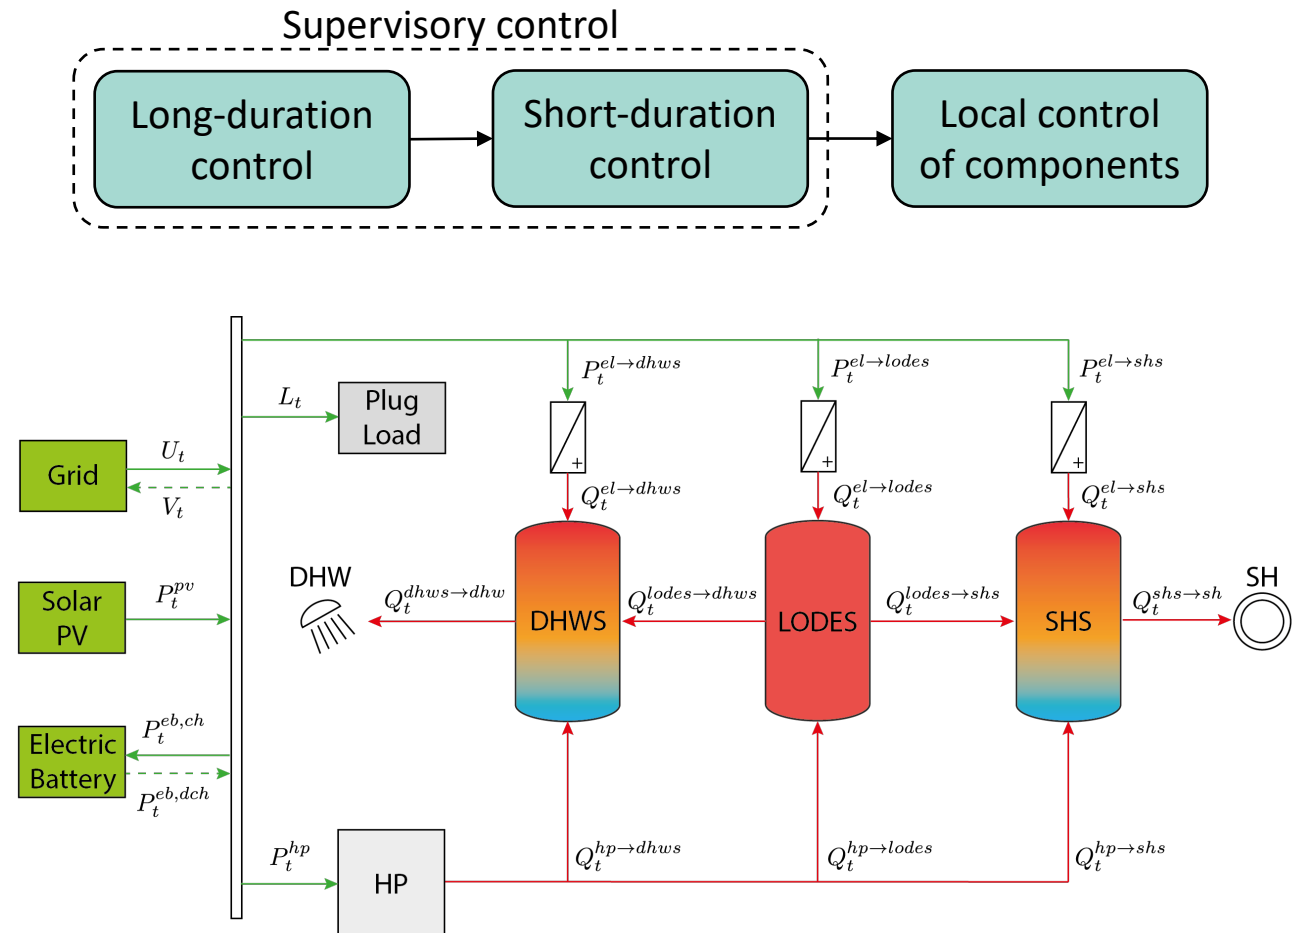 Supervisory control
Long-duration
control
Short-duration
control
Local control
of components
P_t^{el→dhws}
P_t^{el→lodes}
P_t^{el→shs}
L_t
Plug
Load
Grid
U_t
V_t
+
+
+
Q_t^{el→dhws}
Q_t^{el→lodes}
Q_t^{el→shs}
Solar
PV
P_t^{pv}
DHW
Q_t^{dhws→dhw}
DHWS
Q_t^{lodes→dhws}
LODES
Q_t^{lodes→shs}
SHS
Q_t^{shs→sh}
SH
Electric
Battery
P_t^{eb,ch}
P_t^{eb,dch}
P_t^{hp}
HP
Q_t^{hp→dhws}
Q_t^{hp→lodes}
Q_t^{hp→shs}